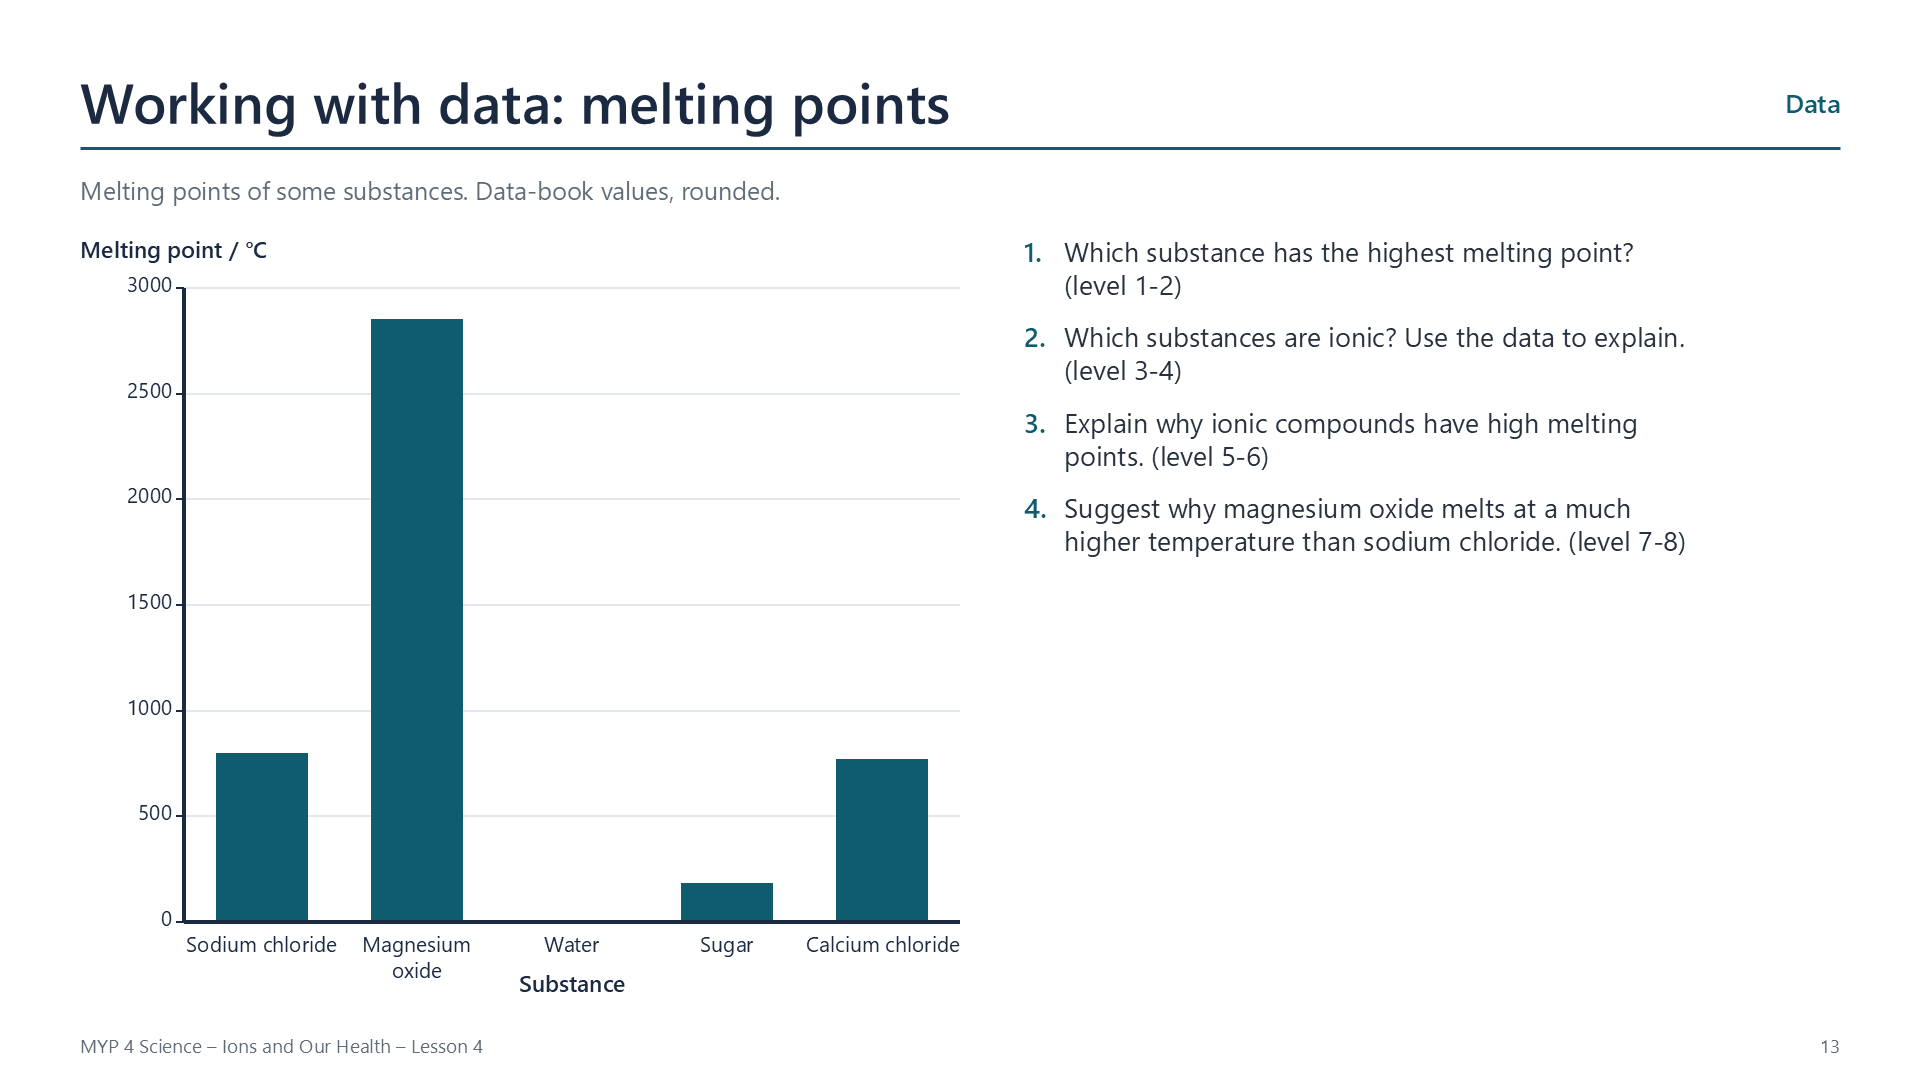 Working with data: melting points
Data
Melting points of some substances. Data-book values, rounded.
Melting point / °C
3000
2500
2000
1500
1000
500
0
Sodium chloride
Magnesium
oxide
Water
Sugar
Calcium chloride
Substance
1. Which substance has the highest melting point?
(level 1-2)
2. Which substances are ionic? Use the data to explain.
(level 3-4)
3. Explain why ionic compounds have high melting
points. (level 5-6)
4. Suggest why magnesium oxide melts at a much
higher temperature than sodium chloride. (level 7-8)
MYP 4 Science – Ions and Our Health – Lesson 4
13